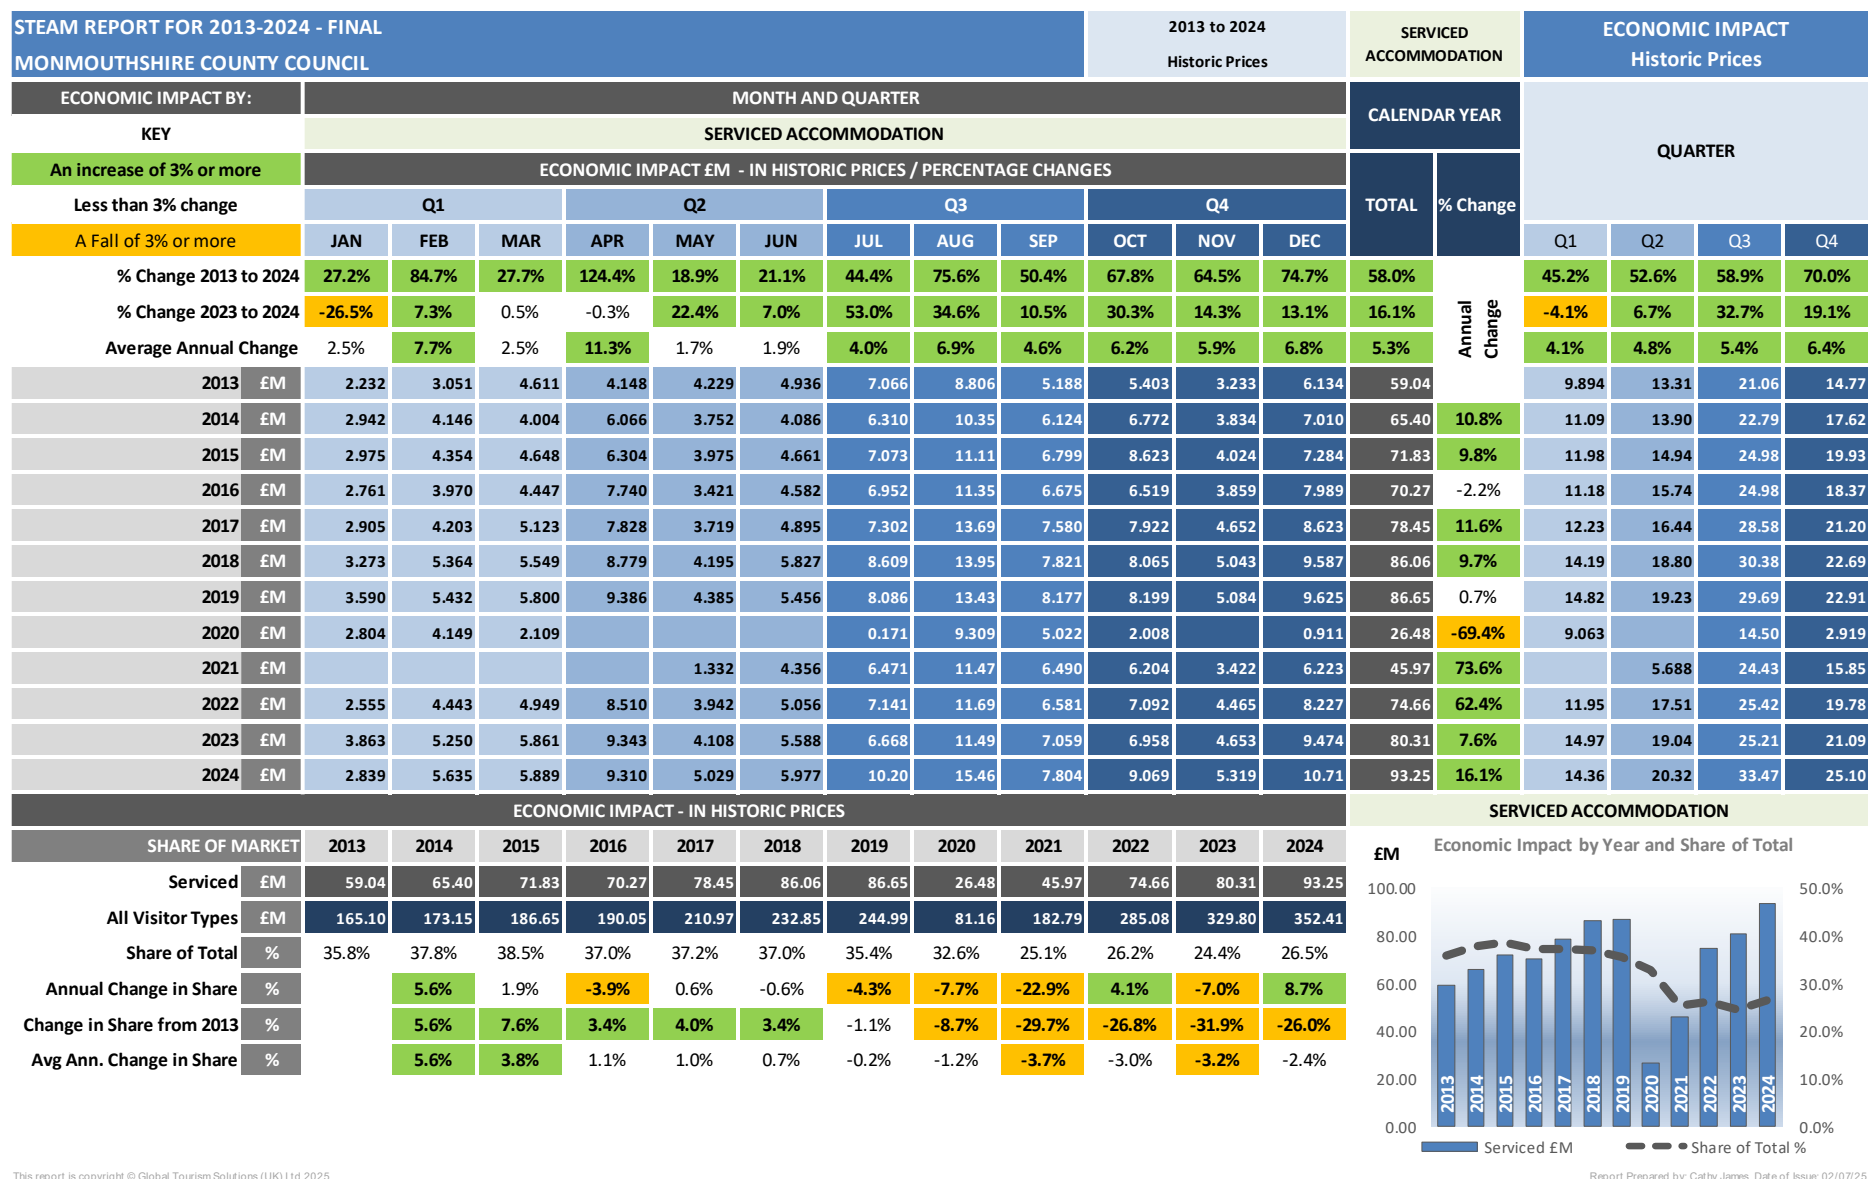 STEAM REPORT FOR 2013-2024 - FINAL
MONMOUTHSHIRE COUNTY COUNCIL
2013 to 2024
Historic Prices
SERVICED
ACCOMMODATION
ECONOMIC IMPACT
Historic Prices
ECONOMIC IMPACT BY: MONTH AND QUARTER
CALENDAR YEAR
QUARTER
KEY SERVICED ACCOMMODATION
An increase of 3% or more ECONOMIC IMPACT £M - IN HISTORIC PRICES / PERCENTAGE CHANGES
Less than 3% change Q1 Q2 Q3 Q4 TOTAL % Change
A Fall of 3% or more JAN FEB MAR APR MAY JUN JUL AUG SEP OCT NOV DEC Q1 Q2 Q3 Q4
% Change 2013 to 2024 27.2% 84.7% 27.7% 124.4% 18.9% 21.1% 44.4% 75.6% 50.4% 67.8% 64.5% 74.7% 58.0% 45.2% 52.6% 58.9% 70.0%
% Change 2023 to 2024 -26.5% 7.3% 0.5% -0.3% 22.4% 7.0% 53.0% 34.6% 10.5% 30.3% 14.3% 13.1% 16.1% -4.1% 6.7% 32.7% 19.1%
Average Annual Change 2.5% 7.7% 2.5% 11.3% 1.7% 1.9% 4.0% 6.9% 4.6% 6.2% 5.9% 6.8% 5.3% 4.1% 4.8% 5.4% 6.4%
Annual
Change
2013 £M 2.232 3.051 4.611 4.148 4.229 4.936 7.066 8.806 5.188 5.403 3.233 6.134 59.04 9.894 13.31 21.06 14.77
2014 £M 2.942 4.146 4.004 6.066 3.752 4.086 6.310 10.35 6.124 6.772 3.834 7.010 65.40 10.8% 11.09 13.90 22.79 17.62
2015 £M 2.975 4.354 4.648 6.304 3.975 4.661 7.073 11.11 6.799 8.623 4.024 7.284 71.83 9.8% 11.98 14.94 24.98 19.93
2016 £M 2.761 3.970 4.447 7.740 3.421 4.582 6.952 11.35 6.675 6.519 3.859 7.989 70.27 -2.2% 11.18 15.74 24.98 18.37
2017 £M 2.905 4.203 5.123 7.828 3.719 4.895 7.302 13.69 7.580 7.922 4.652 8.623 78.45 11.6% 12.23 16.44 28.58 21.20
2018 £M 3.273 5.364 5.549 8.779 4.195 5.827 8.609 13.95 7.821 8.065 5.043 9.587 86.06 9.7% 14.19 18.80 30.38 22.69
2019 £M 3.590 5.432 5.800 9.386 4.385 5.456 8.086 13.43 8.177 8.199 5.084 9.625 86.65 0.7% 14.82 19.23 29.69 22.91
2020 £M 2.804 4.149 2.109 0.171 9.309 5.022 2.008 0.911 26.48 -69.4% 9.063 14.50 2.919
2021 £M 1.332 4.356 6.471 11.47 6.490 6.204 3.422 6.223 45.97 73.6% 5.688 24.43 15.85
2022 £M 2.555 4.443 4.949 8.510 3.942 5.056 7.141 11.69 6.581 7.092 4.465 8.227 74.66 62.4% 11.95 17.51 25.42 19.78
2023 £M 3.863 5.250 5.861 9.343 4.108 5.588 6.668 11.49 7.059 6.958 4.653 9.474 80.31 7.6% 14.97 19.04 25.21 21.09
2024 £M 2.839 5.635 5.889 9.310 5.029 5.977 10.20 15.46 7.804 9.069 5.319 10.71 93.25 16.1% 14.36 20.32 33.47 25.10
ECONOMIC IMPACT - IN HISTORIC PRICES
SHARE OF MARKET 2013 2014 2015 2016 2017 2018 2019 2020 2021 2022 2023 2024
Serviced £M 59.04 65.40 71.83 70.27 78.45 86.06 86.65 26.48 45.97 74.66 80.31 93.25
All Visitor Types £M 165.10 173.15 186.65 190.05 210.97 232.85 244.99 81.16 182.79 285.08 329.80 352.41
Share of Total % 35.8% 37.8% 38.5% 37.0% 37.2% 37.0% 35.4% 32.6% 25.1% 26.2% 24.4% 26.5%
Annual Change in Share % 5.6% 1.9% -3.9% 0.6% -0.6% -4.3% -7.7% -22.9% 4.1% -7.0% 8.7%
Change in Share from 2013 % 5.6% 7.6% 3.4% 4.0% 3.4% -1.1% -8.7% -29.7% -26.8% -31.9% -26.0%
Avg Ann. Change in Share % 5.6% 3.8% 1.1% 1.0% 0.7% -0.2% -1.2% -3.7% -3.0% -3.2% -2.4%
SERVICED ACCOMMODATION
£M Economic Impact by Year and Share of Total
100.00 50.0%
80.00 40.0%
60.00 30.0%
40.00 20.0%
20.00 10.0%
0.00 0.0%
2013 2014 2015 2016 2017 2018 2019 2020 2021 2022 2023 2024
Serviced £M Share of Total %
This report is copyright © Global Tourism Solutions (UK) Ltd 2025
Report Prepared by: Cathy James. Date of Issue: 02/07/25